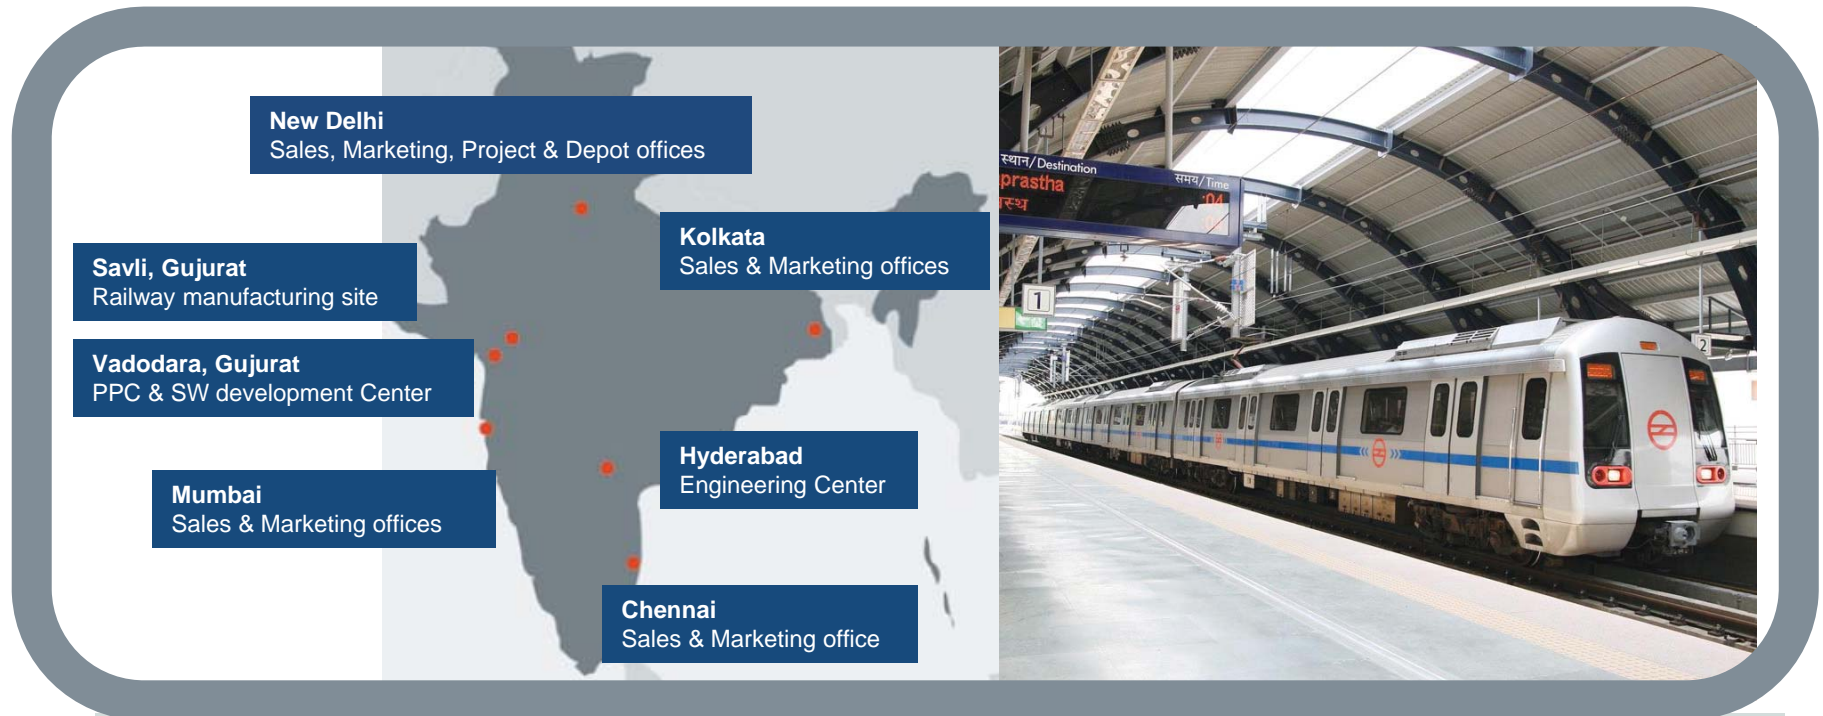 New Delhi
Sales, Marketing, Project & Depot offices
Kolkata
Sales & Marketing offices
Savli, Gujurat
Railway manufacturing site
Vadodara, Gujurat
PPC & SW development Center
Hyderabad
Engineering Center
Mumbai
Sales & Marketing offices
Chennai
Sales & Marketing office
स्थान/Destination
समय/Time
prastha
:04
स्थ
1
2